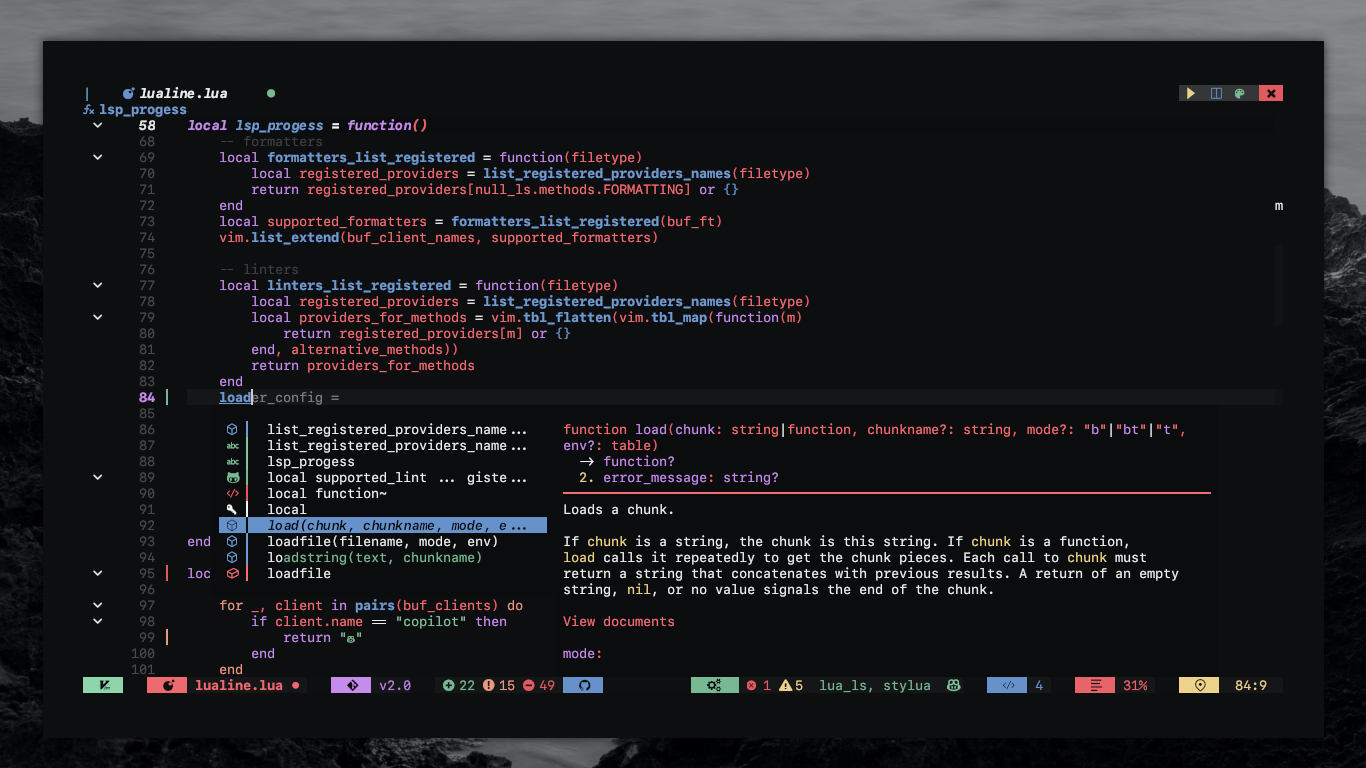 lualine.lua
lsp_progess
58 local lsp_progess = function()
68 -- formatters
69 local formatters_list_registered = function(filetype)
70 local registered_providers = list_registered_providers_names(filetype)
71 return registered_providers[null_ls.methods.FORMATTING] or {}
72 end
m
73 local supported_formatters = formatters_list_registered(buf_ft)
74 vim.list_extend(buf_client_names, supported_formatters)
75
76 -- linters
77 local linters_list_registered = function(filetype)
78 local registered_providers = list_registered_providers_names(filetype)
79 local providers_for_methods = vim.tbl_flatten(vim.tbl_map(function(m)
80 return registered_providers[m] or {}
81 end, alternative_methods))
82 return providers_for_methods
83 end
84 loader_config =
85
86 list_registered_providers_name...
87 abc list_registered_providers_name...
88 abc lsp_progess
89 local supported_lint ... giste...
90 </> local function~
91 local
92 load(chunk, chunkname, mode, e...
93 end loadfile(filename, mode, env)
94 loadstring(text, chunkname)
95 loc loadfile
96
function load(chunk: string|function, chunkname?: string, mode?: "b"|"bt"|"t",
env?: table)
→ function?
2. error_message: string?
Loads a chunk.
If chunk is a string, the chunk is this string. If chunk is a function,
load calls it repeatedly to get the chunk pieces. Each call to chunk must
return a string that concatenates with previous results. A return of an empty
string, nil, or no value signals the end of the chunk.
View documents
mode:
97 for _, client in pairs(buf_clients) do
98 if client.name == "copilot" then
99 return ""
100 end
101 end
lualine.lua v2.0 22 15 49 1 5 lua_ls, stylua </> 4 31% 84:9